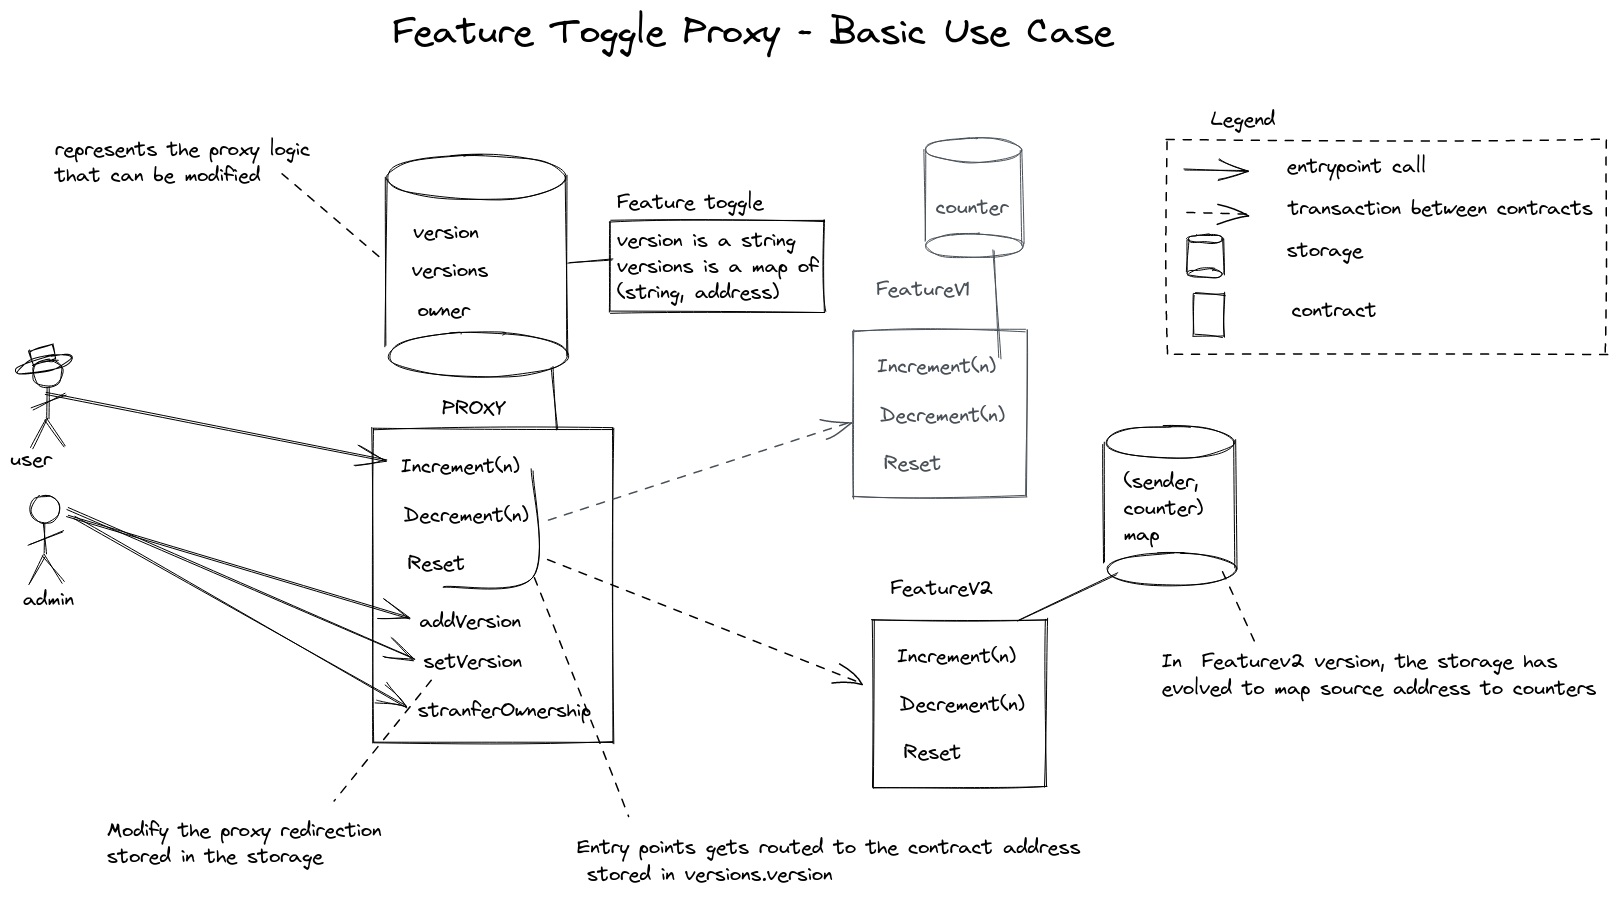 Feature Toggle Proxy - Basic Use Case
represents the proxy logic
that can be modified
version
versions
owner
Feature toggle
version is a string
versions is a map of
(string, address)
counter
FeatureV1
Increment(n)
Decrement(n)
Reset
Legend
entrypoint call
transaction between contracts
storage
contract
user
admin
PROXY
Increment(n)
Decrement(n)
Reset
addVersion
setVersion
stranferOwnership
(sender,
counter)
map
FeatureV2
Increment(n)
Decrement(n)
Reset
In Featurev2 version, the storage has
evolved to map source address to counters
Modify the proxy redirection
stored in the storage
Entry points gets routed to the contract address
stored in versions.version